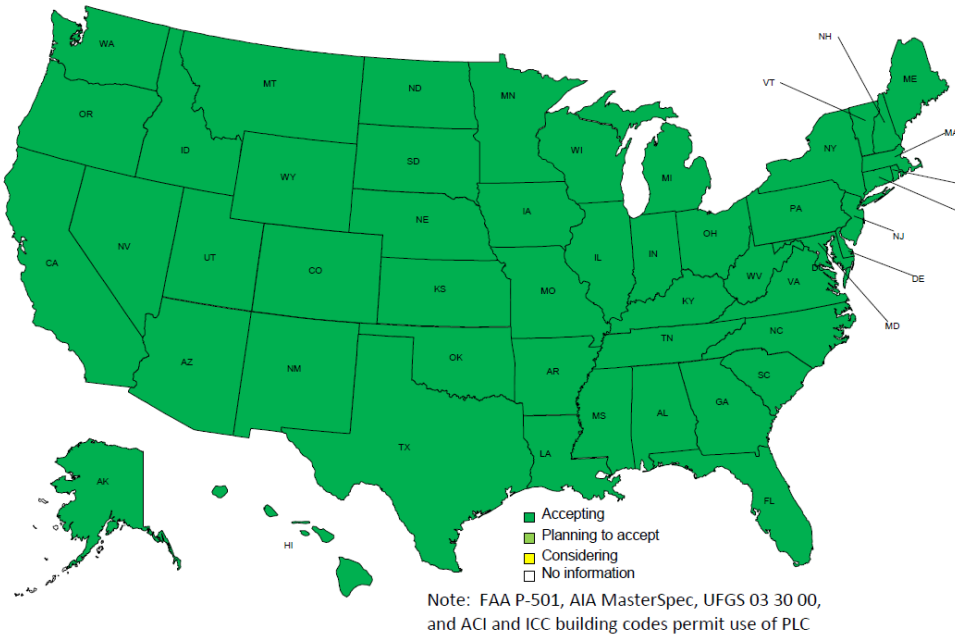 NH
WA
ME
MT
ND
VT
MN
OR
MA
WI
NY
ID
SD
WY
MI
PA
IA
NE
NJ
OH
NV
IL
IN
UT
CO
CA
WV
DC
DE
VA
KS
MO
KY
MD
NC
TN
OK
AZ
NM
AR
SC
GA
MS
AL
TX
LA
AK
FL
HI
Accepting
Planning to accept
Considering
No information
Note: FAA P-501, AIA MasterSpec, UFGS 03 30 00,
and ACI and ICC building codes permit use of PLC